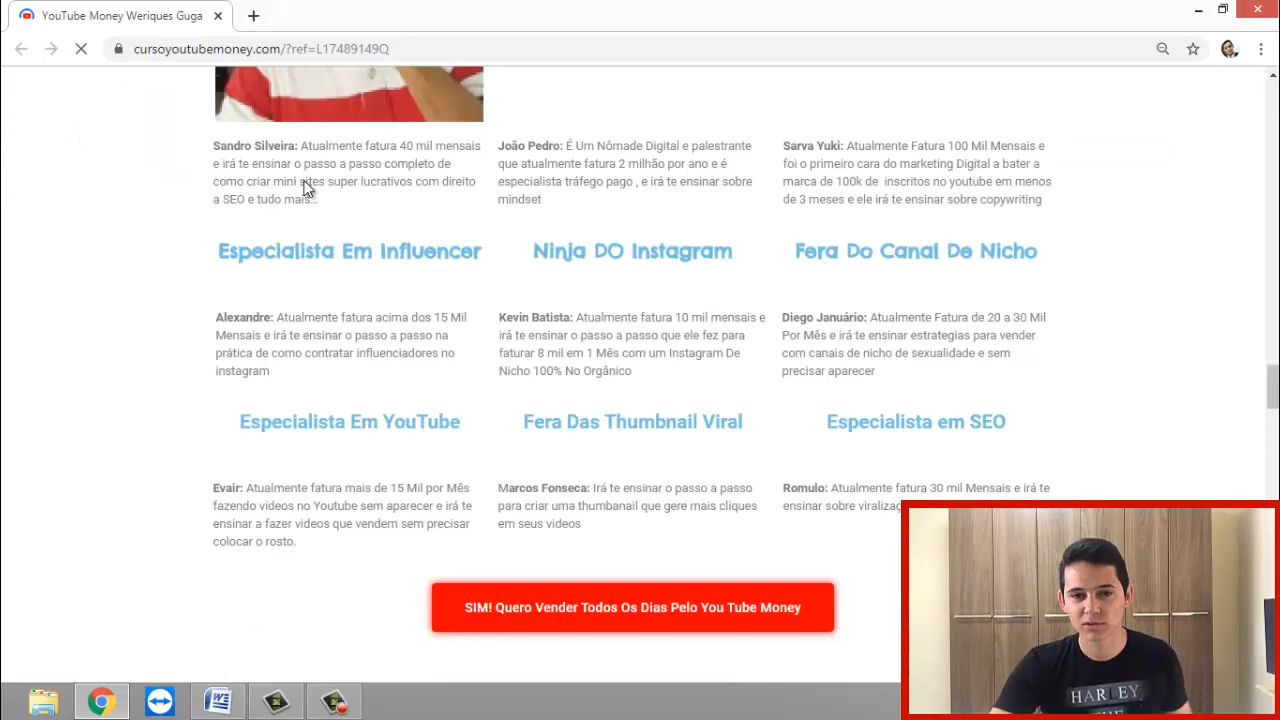 YouTube Money Weriques Guga
cursoyoutubemoney.com/?ref=L17489149Q
Sandro Silveira: Atualmente fatura 40 mil mensais
e irá te ensinar o passo a passo completo de
como criar mini sites super lucrativos com direito
a SEO e tudo mais...
João Pedro: É Um Nômade Digital e palestrante
que atualmente fatura 2 milhão por ano e é
especialista tráfego pago , e irá te ensinar sobre
mindset
Sarva Yuki: Atualmente Fatura 100 Mil Mensais e
foi o primeiro cara do marketing Digital a bater a
marca de 100k de inscritos no youtube em menos
de 3 meses e ele irá te ensinar sobre copywriting
Especialista Em Influencer
Ninja DO Instagram
Fera Do Canal De Nicho
Alexandre: Atualmente fatura acima dos 15 Mil
Mensais e irá te ensinar o passo a passo na
prática de como contratar influenciadores no
instagram
Kevin Batista: Atualmente fatura 10 mil mensais e
irá te ensinar o passo a passo que ele fez para
faturar 8 mil em 1 Mês com um Instagram De
Nicho 100% No Orgânico
Diego Januário: Atualmente Fatura de 20 a 30 Mil
Por Mês e irá te ensinar estrategias para vender
com canais de nicho de sexualidade e sem
precisar aparecer
Especialista Em YouTube
Fera Das Thumbnail Viral
Especialista em SEO
Evair: Atualmente fatura mais de 15 Mil por Mês
fazendo videos no Youtube sem aparecer e irá te
ensinar a fazer videos que vendem sem precisar
colocar o rosto.
Marcos Fonseca: Irá te ensinar o passo a passo
para criar uma thumbanail que gere mais cliques
em seus videos
Romulo: Atualmente fatura 30 mil Mensais e irá te
ensinar sobre
SIM! Quero Vender Todos Os Dias Pelo You Tube Money
HARLEY